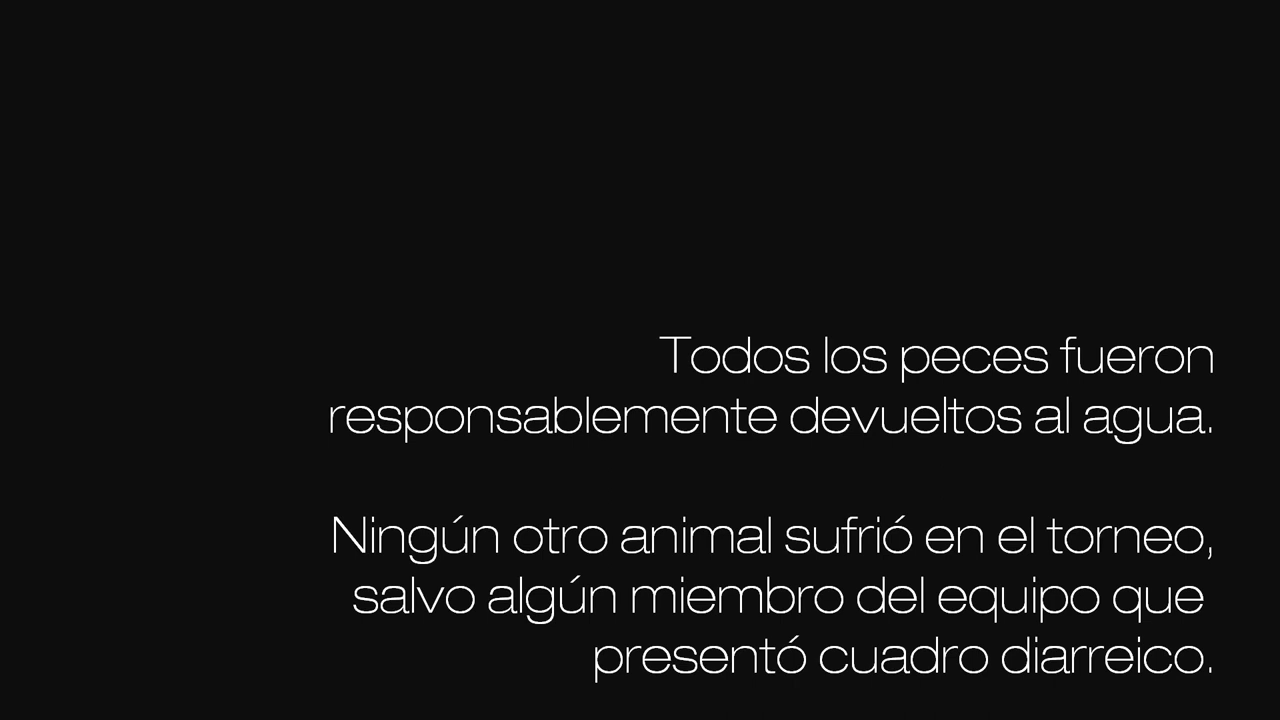 Todos los peces fueron
responsablemente devueltos al agua.
Ningún otro animal sufrió en el torneo,
salvo algún miembro del equipo que
presentó cuadro diarreico.